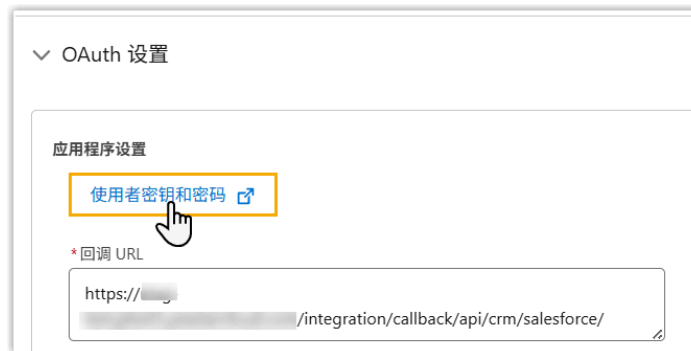 OAuth 设置
应用程序设置
使用者密钥和密码
*回调 URL
https://
/integration/callback/api/crm/salesforce/